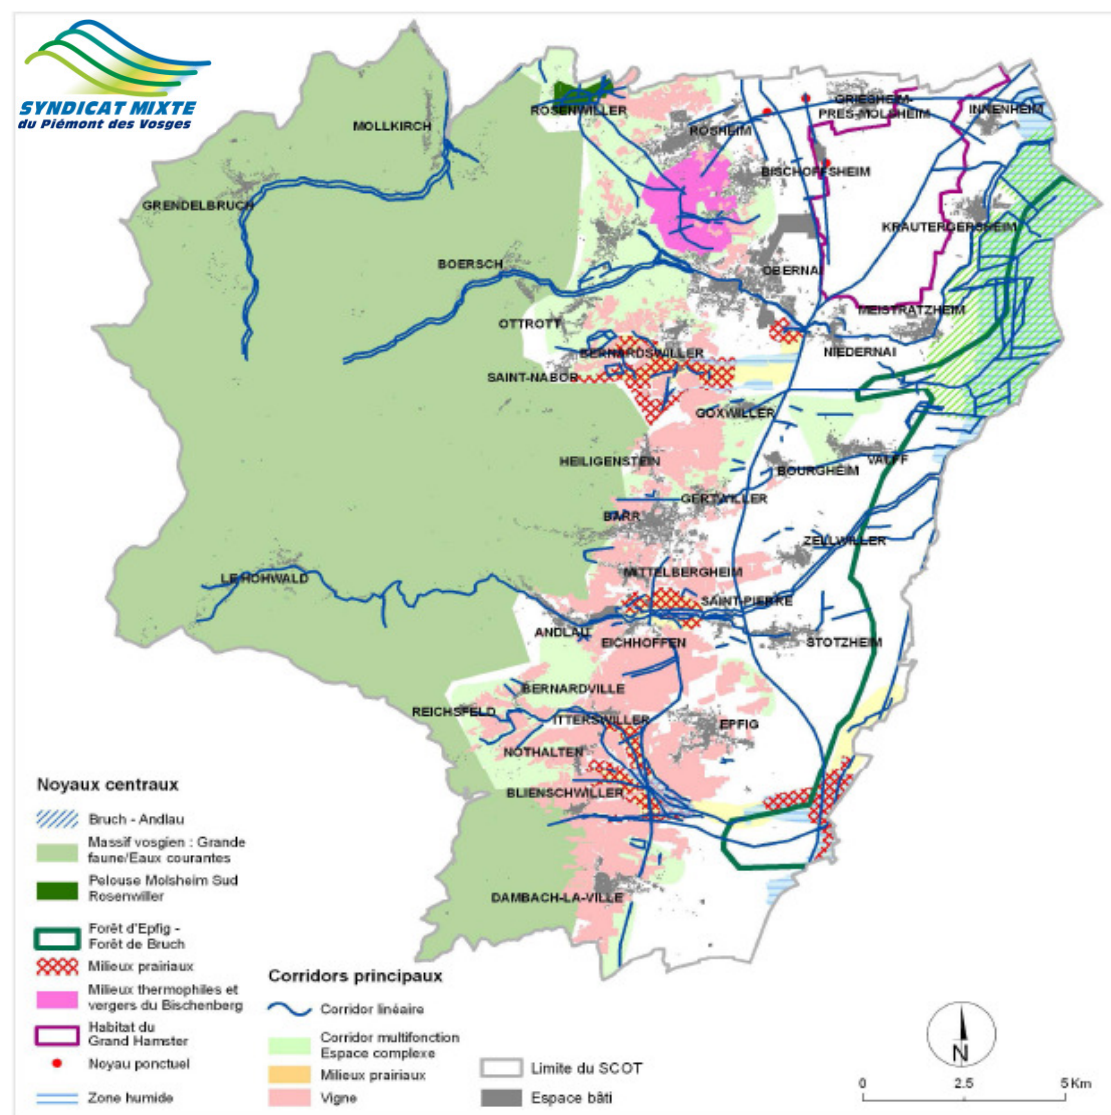 SYNDICAT MIXTE
du Piémont des Vosges
ROSENWILLER
MOLLKIRCH
ROSHEIM
GRIESHEIM-
PRES-MOLSHEIM
INNENHEIM
BISCHOFFSHEIM
GRENDELBRUCH
KRAUTERGERSHEIM
BOERSCH
OBERNAI
OTTROTT
MEISTRATZHEIM
BERNARDSWILLER
NIEDERNAI
SAINT-NABOR
GOXWILLER
HEILIGENSTEIN
VALFF
BOURGHEIM
GERTWILLER
BARR
ZELLWILLER
MITTELBERGHEIM
LE HOHWALD
SAINT-PIERRE
ANDLAU
EICHHOFFEN
STOTZHEIM
BERNARDVILLE
REICHSFELD
ITTERSWILLER
EPFIG
NOTHALTEN
BLIENSCHWILLER
DAMBACH-LA-VILLE
Noyaux centraux
Bruch - Andlau
Massif vosgien : Grande
faune/Eaux courantes
Pelouse Molsheim Sud
Rosenwiller
Forêt d'Epfig -
Forêt de Bruch
Milieux prairiaux
Milieux thermophiles et
vergers du Bischenberg
Habitat du
Grand Hamster
Noyau ponctuel
Zone humide
Corridors principaux
Corridor linéaire
Corridor multifonction
Espace complexe
Milieux prairiaux
Vigne
Limite du SCOT
Espace bâti
N
0 2.5 5 Km